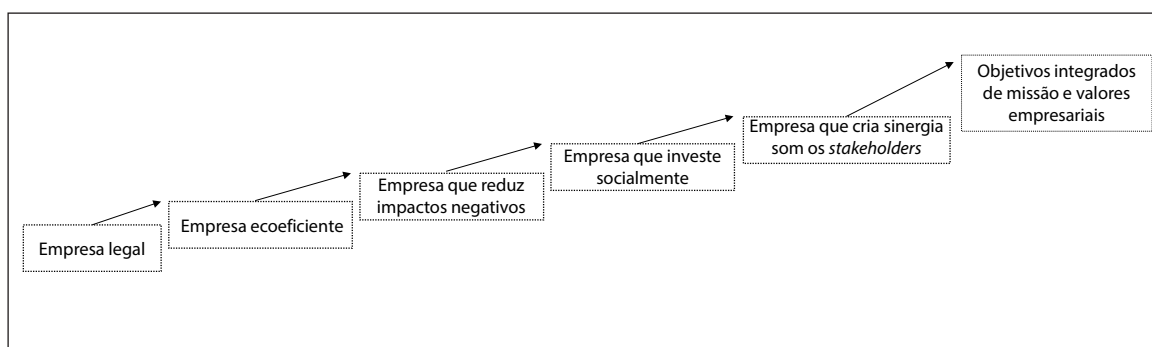 Empresa legal
Empresa ecoeficiente
Empresa que reduz
impactos negativos
Empresa que investe
socialmente
Empresa que cria sinergia
som os stakeholders
Objetivos integrados
de missão e valores
empresariais